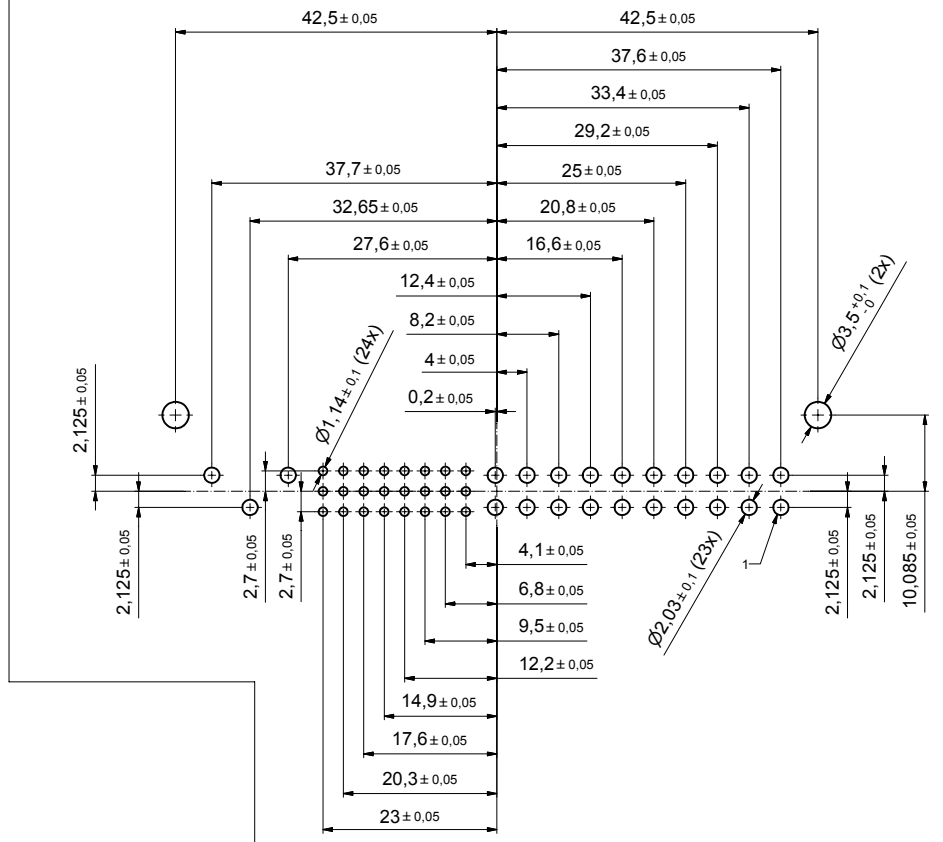 42,5 ± 0,05
42,5 ± 0,05
37,6 ± 0,05
33,4 ± 0,05
29,2 ± 0,05
37,7 ± 0,05
25 ± 0,05
32,65 ± 0,05
20,8 ± 0,05
27,6 ± 0,05
16,6 ± 0,05
12,4 ± 0,05
8,2 ± 0,05
4 ± 0,05
0,2 ± 0,05
Ø1,14 ± 0,1 (24x)
Ø3,5 +0,1 -0 (2x)
2,125 ± 0,05
2,125 ± 0,05
2,7 ± 0,05
2,7 ± 0,05
4,1 ± 0,05
6,8 ± 0,05
9,5 ± 0,05
12,2 ± 0,05
14,9 ± 0,05
17,6 ± 0,05
20,3 ± 0,05
23 ± 0,05
1
Ø2,03 ± 0,1 (23x)
2,125 ± 0,05
2,125 ± 0,05
10,085 ± 0,05